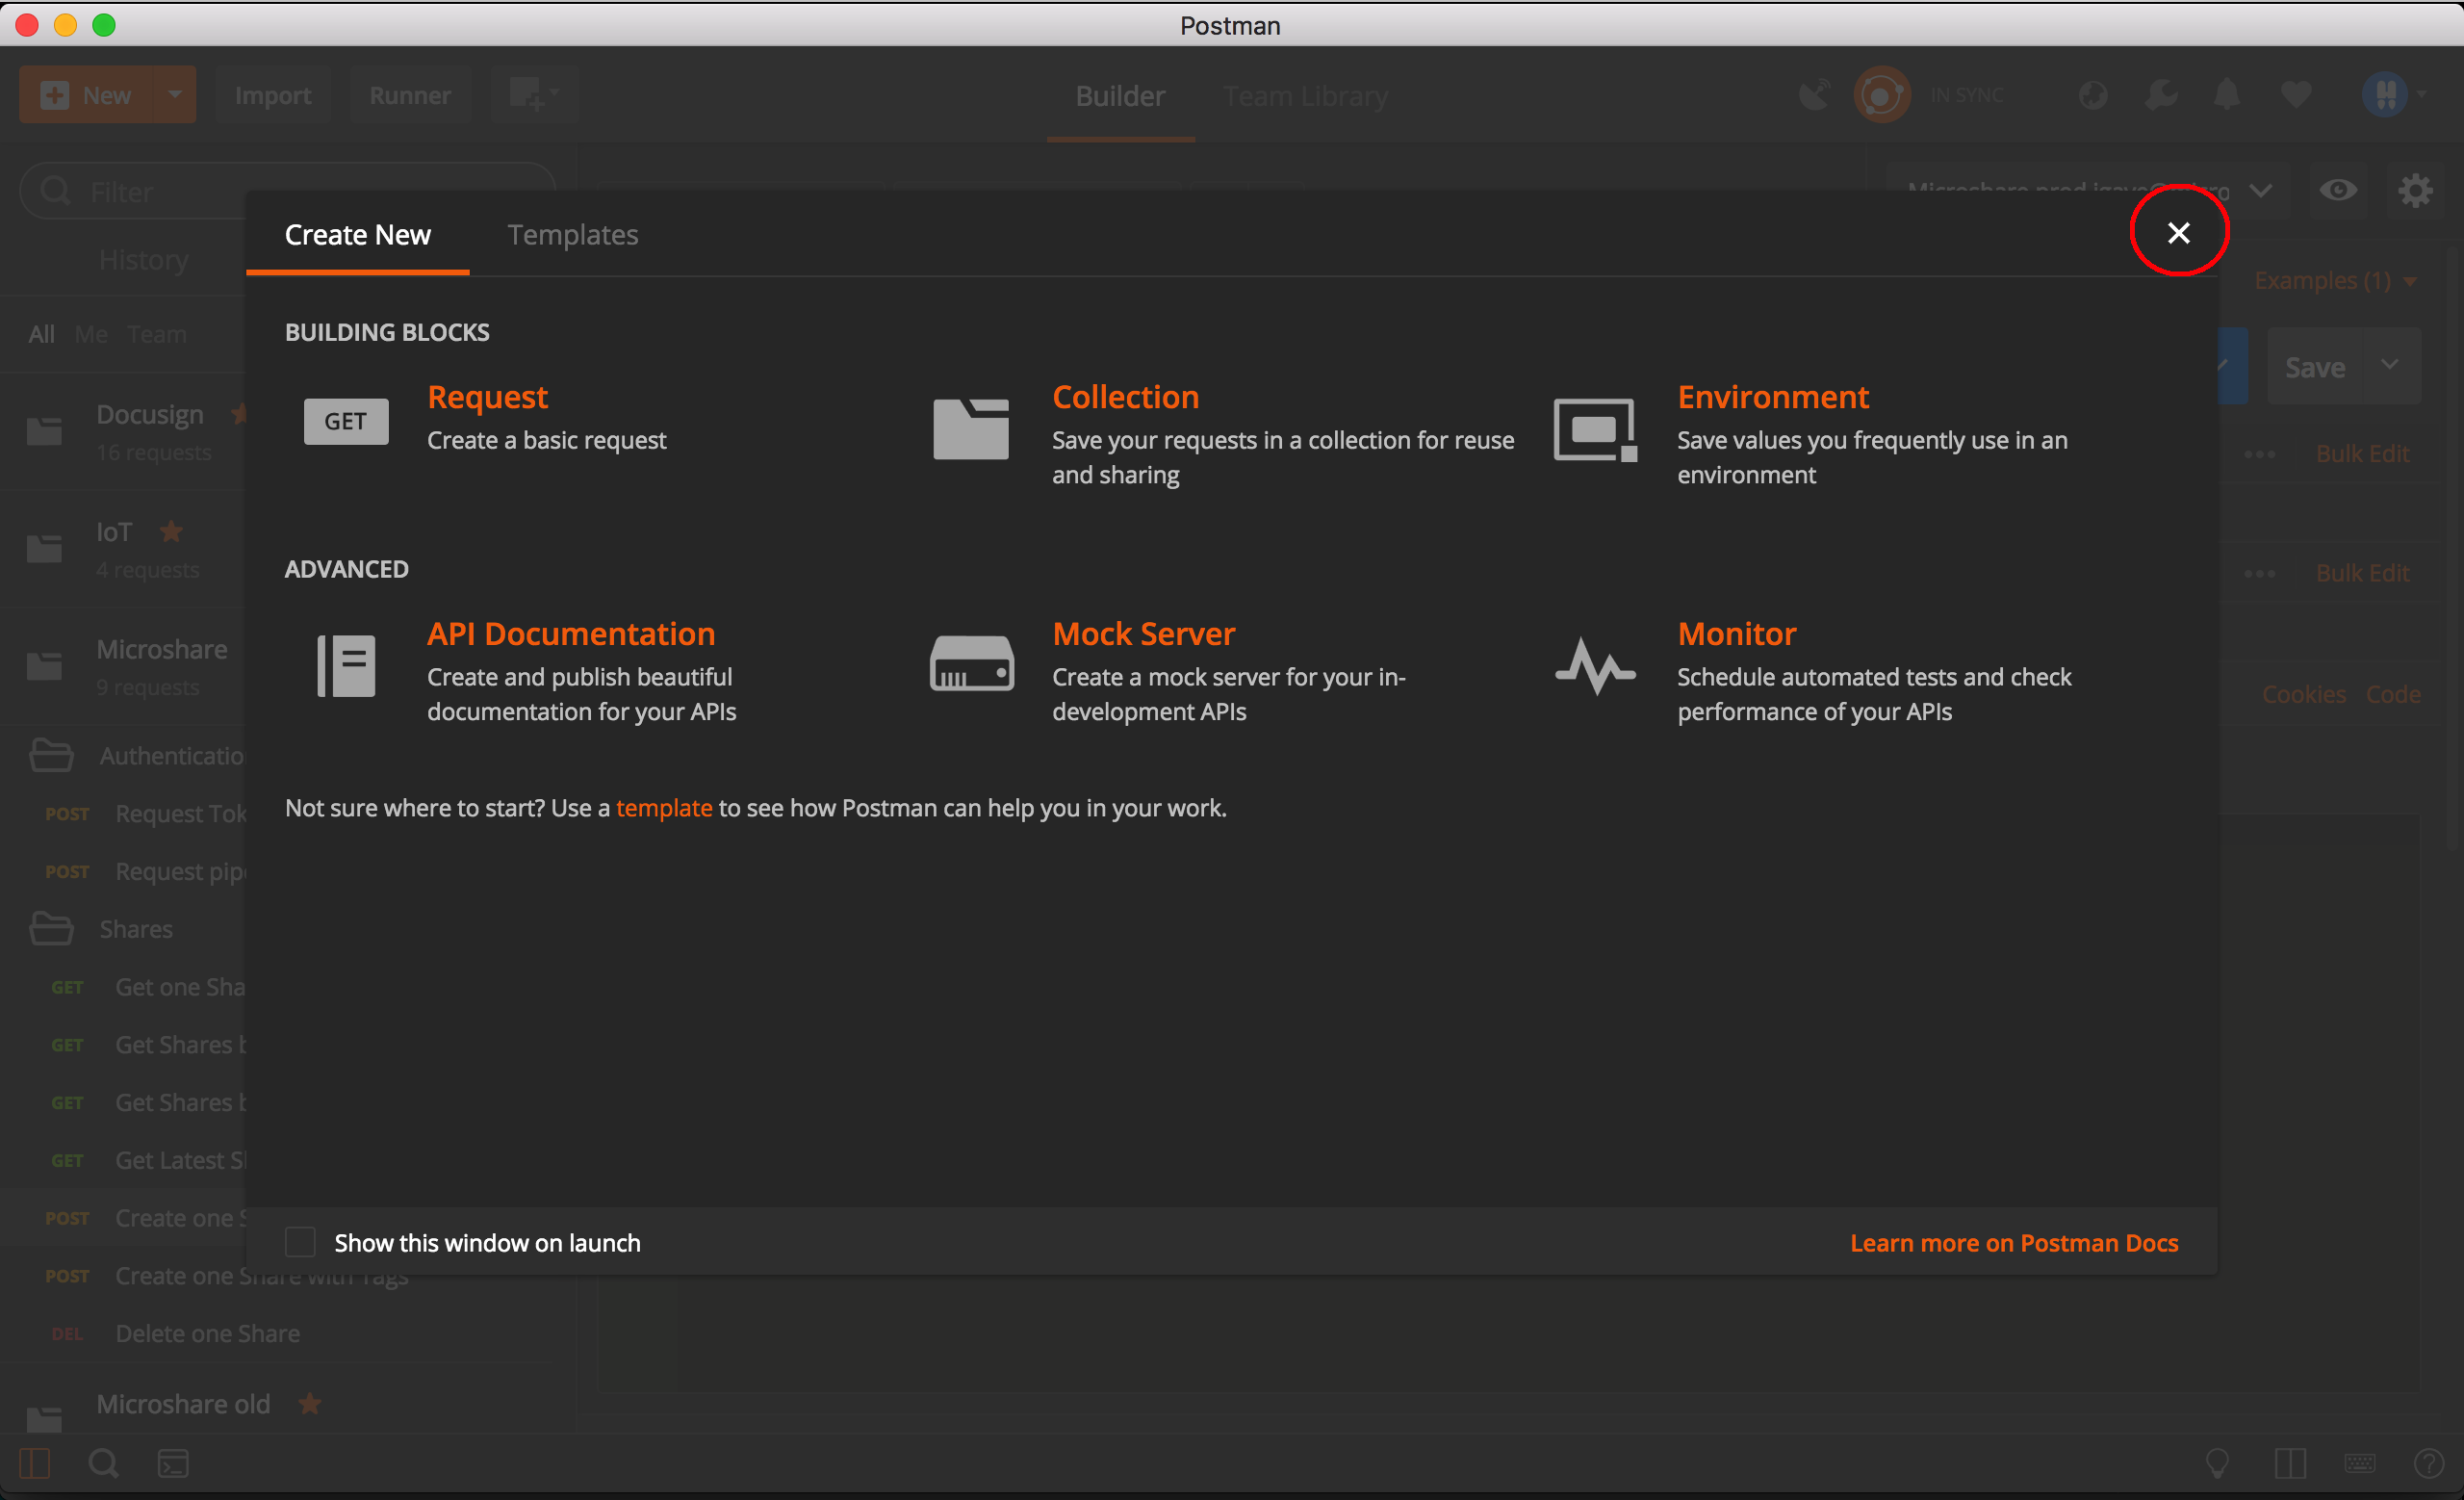 Postman
New
Import
Runner
Builder
Team Library
IN SYNC
Filter
History
Create New
Templates
Examples (1)
All Me Team
BUILDING BLOCKS
Save
Docusign
16 requests
GET
Request
Create a basic request
Collection
Save your requests in a collection for reuse
and sharing
Environment
Save values you frequently use in an
environment
Bulk Edit
IoT
4 requests
ADVANCED
Bulk Edit
Microshare
9 requests
API Documentation
Create and publish beautiful
documentation for your APIs
Mock Server
Create a mock server for your in-
development APIs
Monitor
Schedule automated tests and check
performance of your APIs
Cookies Code
Authenticatio
POST Request Tok
Not sure where to start? Use a template to see how Postman can help you in your work.
POST Request pip
Shares
GET Get one Sha
GET Get Shares b
GET Get Shares b
GET Get Latest S
POST Create one S
Show this window on launch
Learn more on Postman Docs
POST Create one Share with Tags
DEL Delete one Share
Microshare old